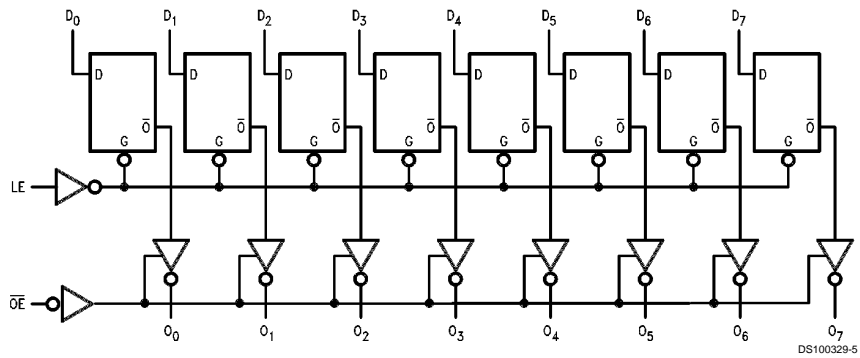 D₀ D₁ D₂ D₃ D₄ D₅ D₆ D₇
D D D D D D D D
O̅ O̅ O̅ O̅ O̅ O̅ O̅ O̅
G G G G G G G G
LE
O̅E̅
O₀ O₁ O₂ O₃ O₄ O₅ O₆ O₇
DS100329-5